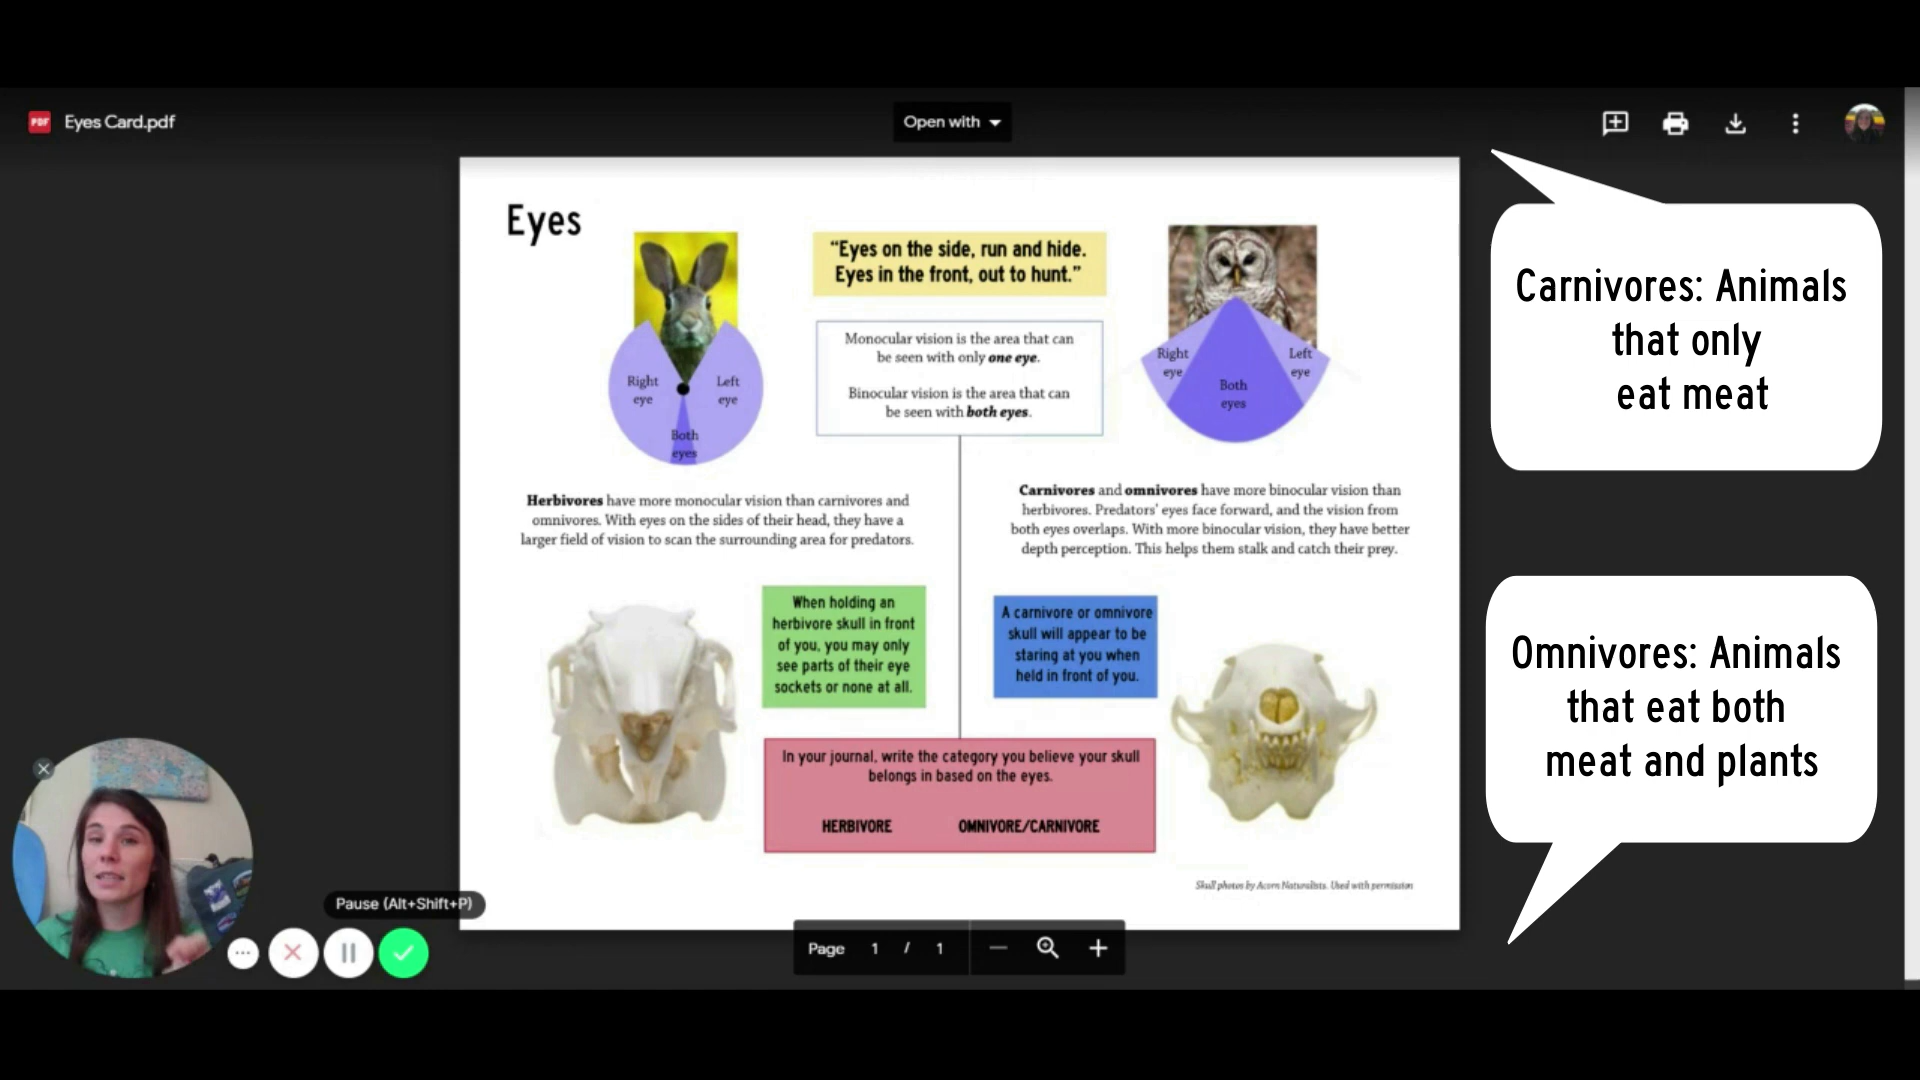 PDF
Eyes Card.pdf
Open with
Eyes
“Eyes on the side, run and hide.
Eyes in the front, out to hunt.”
Monocular vision is the area that can
be seen with only one eye.
Binocular vision is the area that can
be seen with both eyes.
Right
eye
Left
eye
Both
eyes
Right
eye
Left
eye
Both
eyes
Herbivores have more monocular vision than carnivores and
omnivores. With eyes on the sides of their head, they have a
larger field of vision to scan the surrounding area for predators.
Carnivores and omnivores have more binocular vision than
herbivores. Predators' eyes face forward, and the vision from
both eyes overlaps. With more binocular vision, they have better
depth perception. This helps them stalk and catch their prey.
When holding an
herbivore skull in front
of you, you may only
see parts of their eye
sockets or none at all.
A carnivore or omnivore
skull will appear to be
staring at you when
held in front of you.
In your journal, write the category you believe your skull
belongs in based on the eyes.
HERBIVORE OMNIVORE/CARNIVORE
Skull photos by Acorn Naturalists. Used with permission
Carnivores: Animals
that only
eat meat
Omnivores: Animals
that eat both
meat and plants
Pause (Alt+Shift+P)
Page 1 / 1